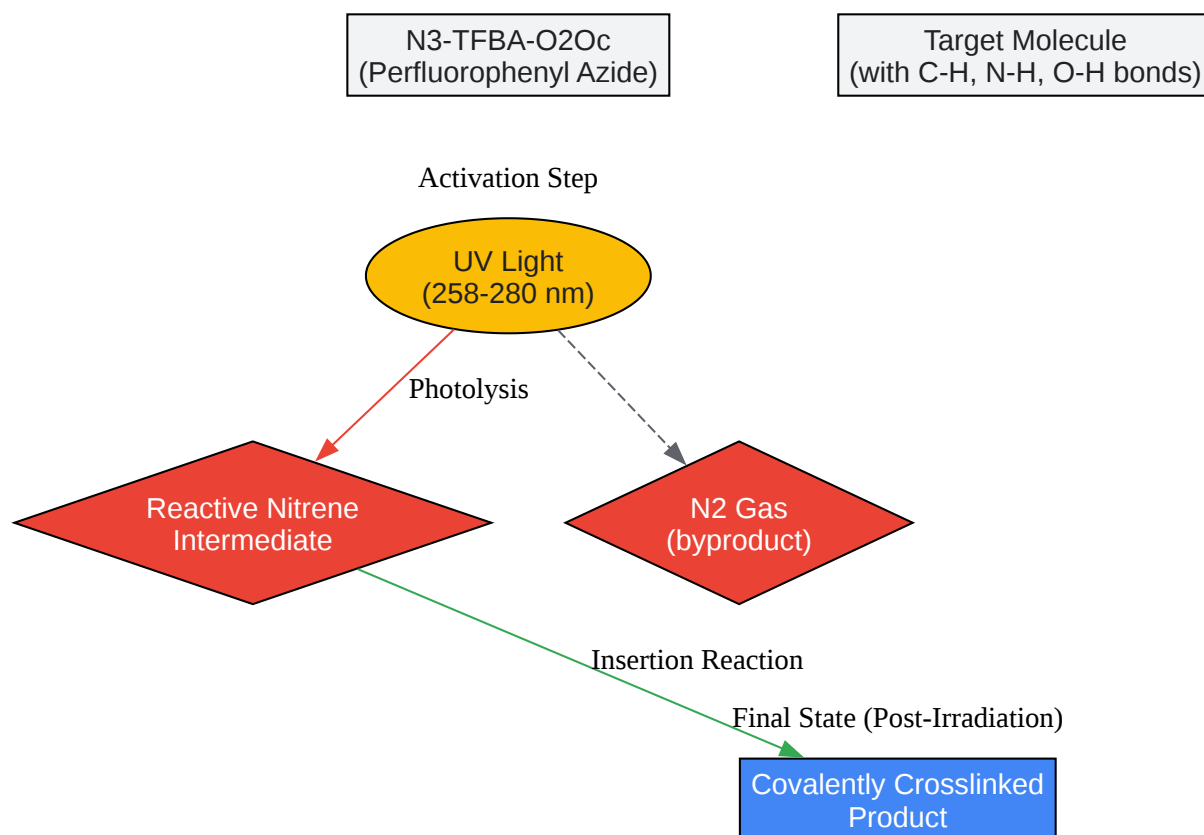 N3-TFBA-O2Oc
(Perfluorophenyl Azide)
Target Molecule
(with C-H, N-H, O-H bonds)
Activation Step
UV Light
(258-280 nm)
Photolysis
Reactive Nitrene
Intermediate
N2 Gas
(byproduct)
Insertion Reaction
Final State (Post-Irradiation)
Covalently Crosslinked
Product